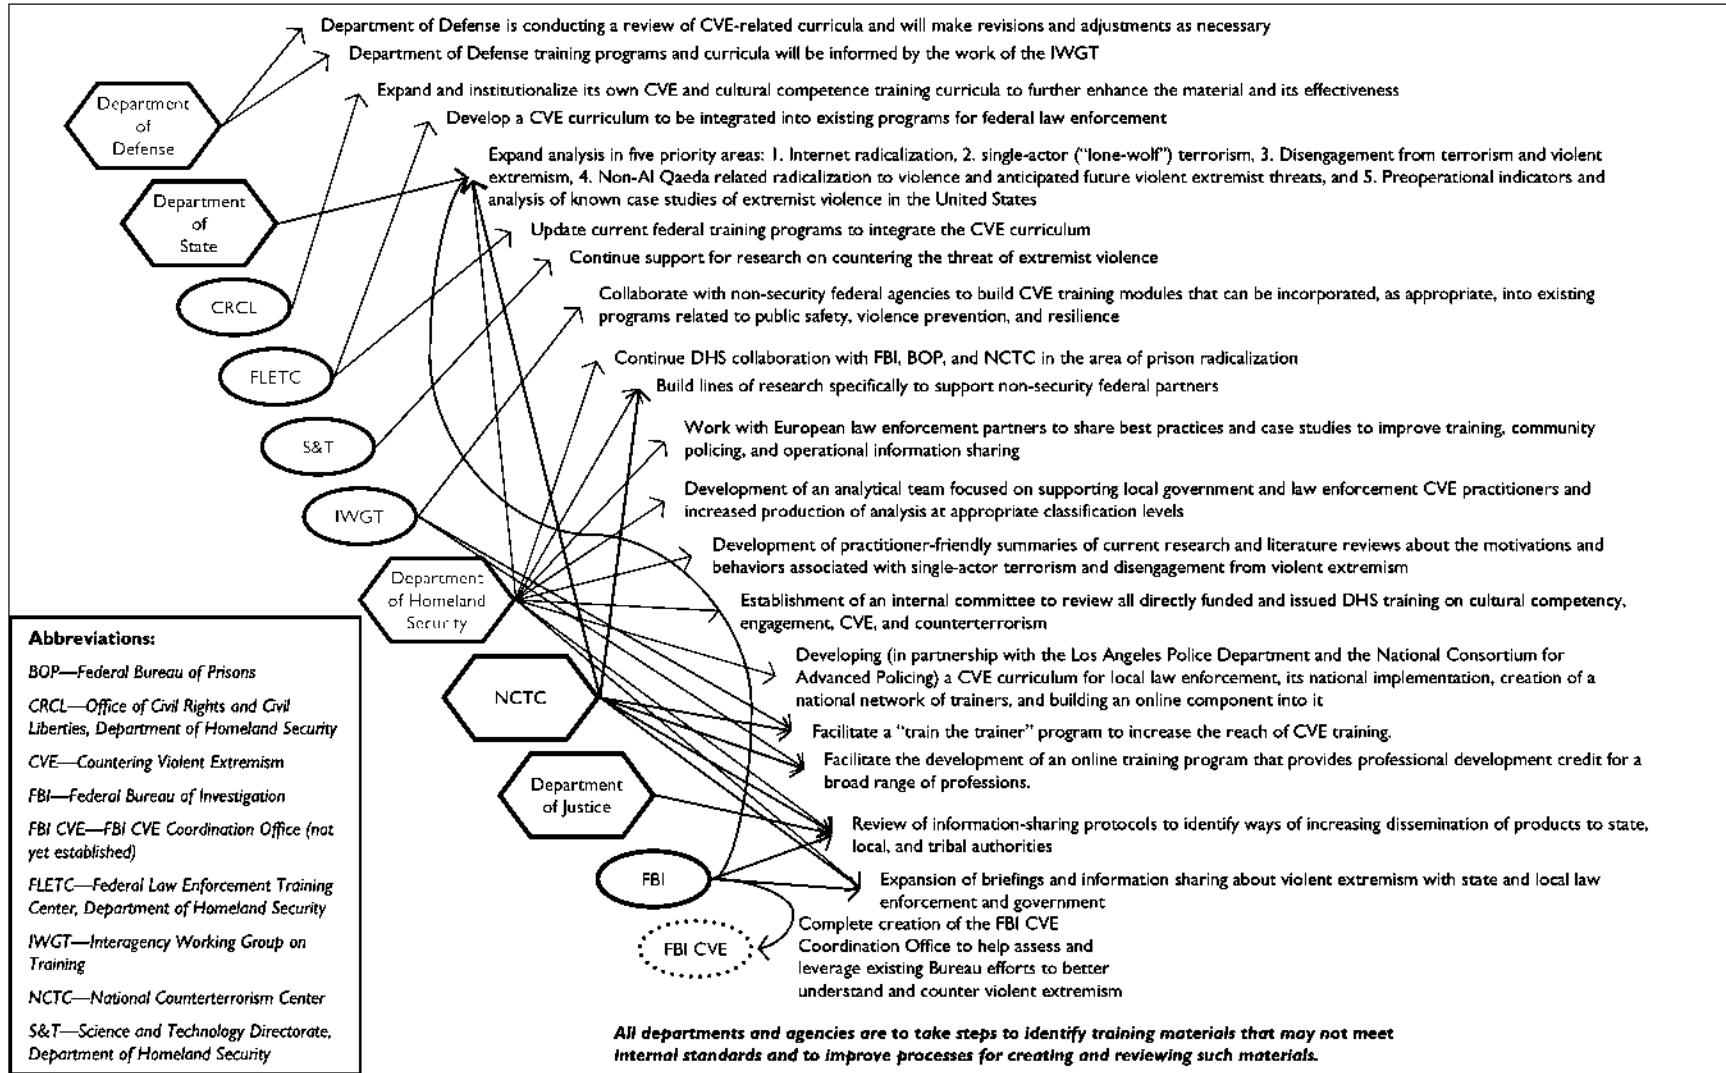 Department of Defense is conducting a review of CVE-related curricula and will make revisions and adjustments as necessary
Department of Defense training programs and curricula will be informed by the work of the IWGT
Department
of
Defense
Expand and institutionalize its own CVE and cultural competence training curricula to further enhance the material and its effectiveness
Develop a CVE curriculum to be integrated into existing programs for federal law enforcement
Expand analysis in five priority areas: 1. Internet radicalization, 2. single-actor (“lone-wolf”) terrorism, 3. Disengagement from terrorism and violent
extremism, 4. Non-Al Qaeda related radicalization to violence and anticipated future violent extremist threats, and 5. Preoperational indicators and
analysis of known case studies of extremist violence in the United States
Department
of
State
Update current federal training programs to integrate the CVE curriculum
Continue support for research on countering the threat of extremist violence
CRCL
Collaborate with non-security federal agencies to build CVE training modules that can be incorporated, as appropriate, into existing
programs related to public safety, violence prevention, and resilience
FLETC
Continue DHS collaboration with FBI, BOP, and NCTC in the area of prison radicalization
Build lines of research specifically to support non-security federal partners
S&T
Work with European law enforcement partners to share best practices and case studies to improve training, community
policing, and operational information sharing
IWGT
Development of an analytical team focused on supporting local government and law enforcement CVE practitioners and
increased production of analysis at appropriate classification levels
Development of practitioner-friendly summaries of current research and literature reviews about the motivations and
behaviors associated with single-actor terrorism and disengagement from violent extremism
Department
of Homeland
Security
Establishment of an internal committee to review all directly funded and issued DHS training on cultural competency,
engagement, CVE, and counterterrorism
Developing (in partnership with the Los Angeles Police Department and the National Consortium for
Advanced Policing) a CVE curriculum for local law enforcement, its national implementation, creation of a
national network of trainers, and building an online component into it
NCTC
Facilitate a “train the trainer” program to increase the reach of CVE training.
Facilitate the development of an online training program that provides professional development credit for a
broad range of professions.
Department
of Justice
Review of information-sharing protocols to identify ways of increasing dissemination of products to state,
local, and tribal authorities
FBI
Expansion of briefings and information sharing about violent extremism with state and local law
enforcement and government
FBI CVE
Complete creation of the FBI CVE
Coordination Office to help assess and
leverage existing Bureau efforts to better
understand and counter violent extremism
Abbreviations:
BOP—Federal Bureau of Prisons
CRCL—Office of Civil Rights and Civil
Liberties, Department of Homeland Security
CVE—Countering Violent Extremism
FBI—Federal Bureau of Investigation
FBI CVE—FBI CVE Coordination Office (not
yet established)
FLETC—Federal Law Enforcement Training
Center, Department of Homeland Security
IWGT—Interagency Working Group on
Training
NCTC—National Counterterrorism Center
S&T—Science and Technology Directorate,
Department of Homeland Security
All departments and agencies are to take steps to identify training materials that may not meet
internal standards and to improve processes for creating and reviewing such materials.